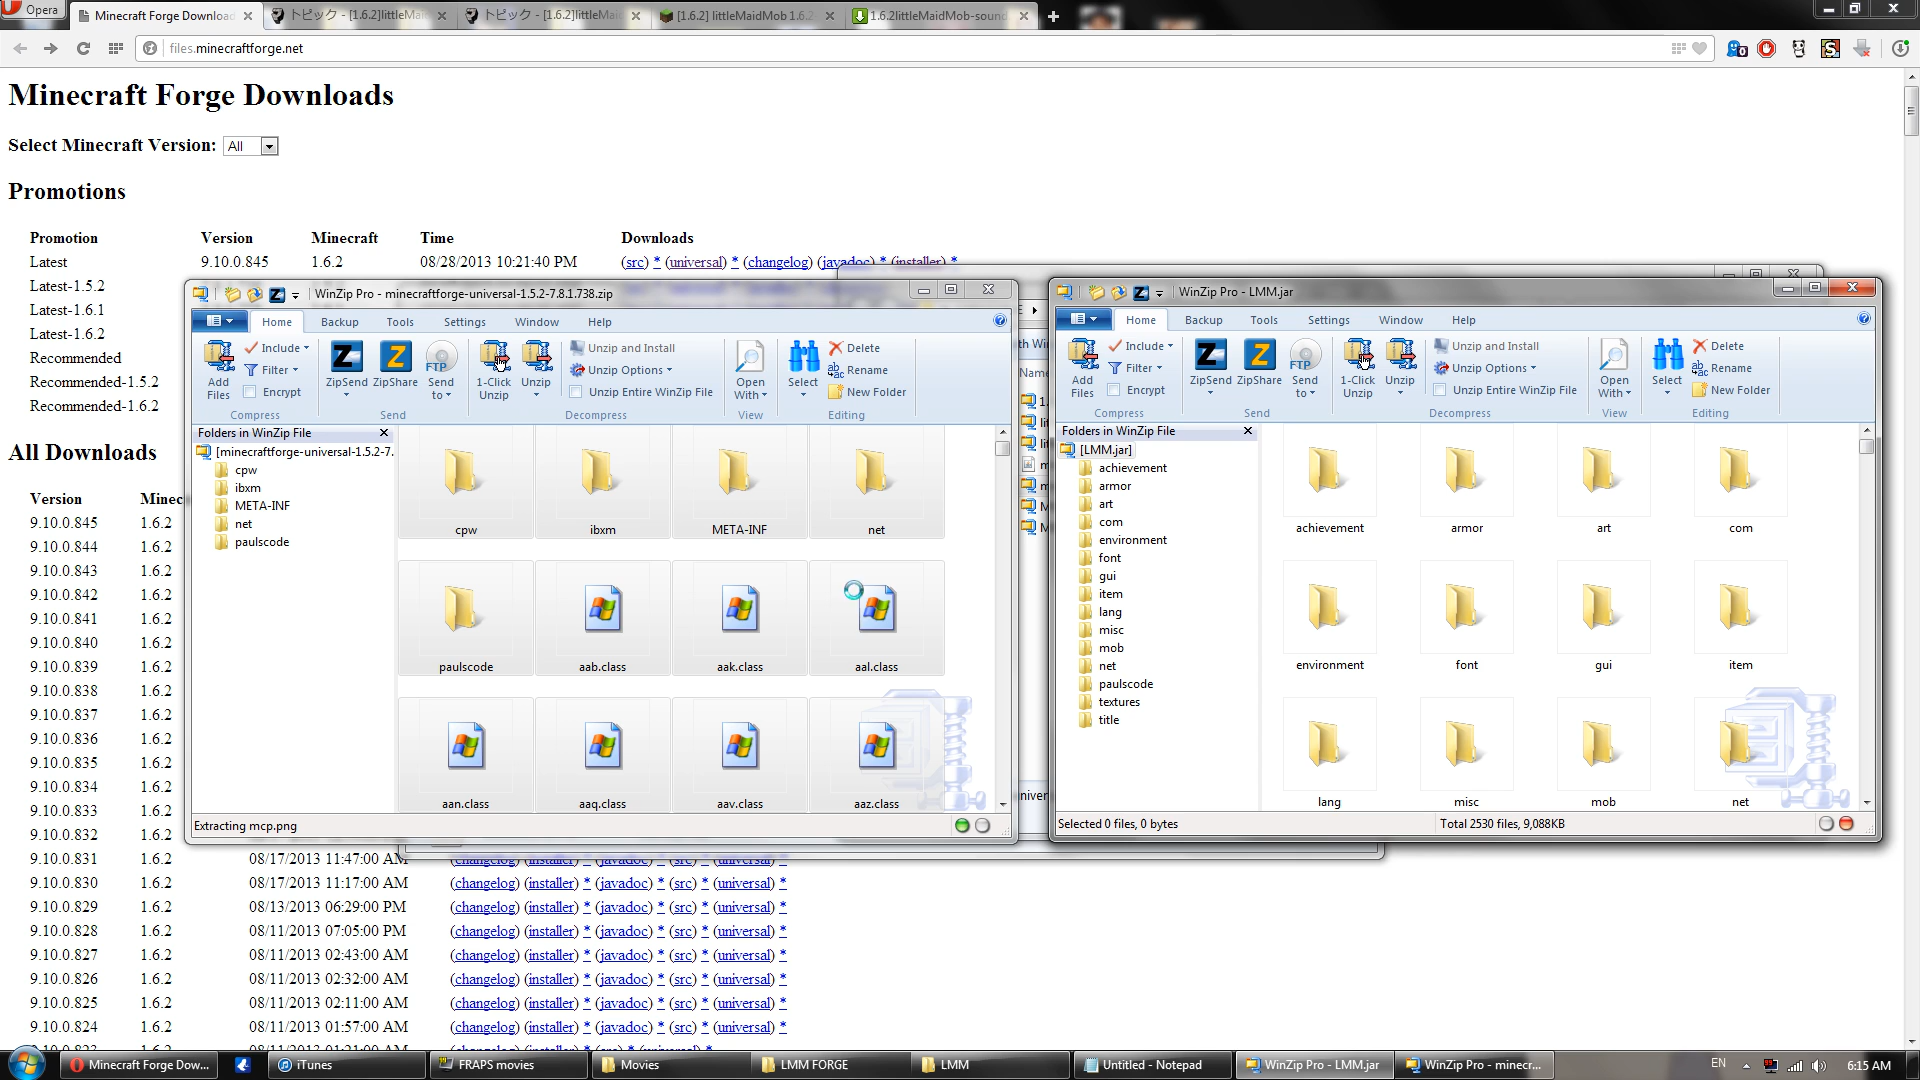 Opera
Minecraft Forge Download
トピック - [1.6.2]littleMaid
トピック - [1.6.2]littleMaid
[1.6.2] littleMaidMob 1.6.2
1.6.2littleMaidMob-soun
files.minecraftforge.net
Minecraft Forge Downloads
Select Minecraft Version: All
Promotions
Promotion Version Minecraft Time Downloads
Latest 9.10.0.845 1.6.2 08/28/2013 10:21:40 PM (src) * (universal) * (changelog) (javadoc) * (installer) *
Latest-1.5.2
Latest-1.6.1
Latest-1.6.2
Recommended
Recommended-1.5.2
Recommended-1.6.2
All Downloads
Version Minec
9.10.0.845 1.6.2
9.10.0.844 1.6.2
9.10.0.843 1.6.2
9.10.0.842 1.6.2
9.10.0.841 1.6.2
9.10.0.840 1.6.2
9.10.0.839 1.6.2
9.10.0.838 1.6.2
9.10.0.837 1.6.2
9.10.0.836 1.6.2
9.10.0.835 1.6.2
9.10.0.834 1.6.2
9.10.0.833 1.6.2
9.10.0.832 1.6.2
9.10.0.831 1.6.2 08/17/2013 11:47:00 AM (changelog) (installer) * (javadoc) * (src) * (universal) *
9.10.0.830 1.6.2 08/17/2013 11:17:00 AM (changelog) (installer) * (javadoc) * (src) * (universal) *
9.10.0.829 1.6.2 08/13/2013 06:29:00 PM (changelog) (installer) * (javadoc) * (src) * (universal) *
9.10.0.828 1.6.2 08/11/2013 07:05:00 PM (changelog) (installer) * (javadoc) * (src) * (universal) *
9.10.0.827 1.6.2 08/11/2013 02:43:00 AM (changelog) (installer) * (javadoc) * (src) * (universal) *
9.10.0.826 1.6.2 08/11/2013 02:32:00 AM (changelog) (installer) * (javadoc) * (src) * (universal) *
9.10.0.825 1.6.2 08/11/2013 02:11:00 AM (changelog) (installer) * (javadoc) * (src) * (universal) *
9.10.0.824 1.6.2 08/11/2013 01:57:00 AM (changelog) (installer) * (javadoc) * (src) * (universal) *
WinZip Pro - minecraftforge-universal-1.5.2-7.8.1.738.zip
Home Backup Tools Settings Window Help
Add Files
Include
Filter
Encrypt
Compress
ZipSend ZipShare Send to
Send
1-Click Unzip
Unzip
Unzip and Install
Unzip Options
Unzip Entire WinZip File
Decompress
Open With
View
Select
Delete
Rename
New Folder
Editing
Folders in WinZip File
[minecraftforge-universal-1.5.2-7.
cpw
ibxm
META-INF
net
paulscode
cpw ibxm META-INF net
paulscode aab.class aak.class aal.class
aan.class aaq.class aav.class aaz.class
Extracting mcp.png
th Win
Name
niver
WinZip Pro - LMM.jar
Home Backup Tools Settings Window Help
Add Files
Include
Filter
Encrypt
Compress
ZipSend ZipShare Send to
Send
1-Click Unzip
Unzip
Unzip and Install
Unzip Options
Unzip Entire WinZip File
Decompress
Open With
View
Select
Delete
Rename
New Folder
Editing
Folders in WinZip File
[LMM.jar]
achievement
armor
art
com
environment
font
gui
item
lang
misc
mob
net
paulscode
textures
title
achievement armor art com
environment font gui item
lang misc mob net
Selected 0 files, 0 bytes Total 2530 files, 9,088KB
Minecraft Forge Dow...
iTunes
FRAPS movies
Movies
LMM FORGE
LMM
Untitled - Notepad
WinZip Pro - LMM.jar
WinZip Pro - minecr...
EN
6:15 AM